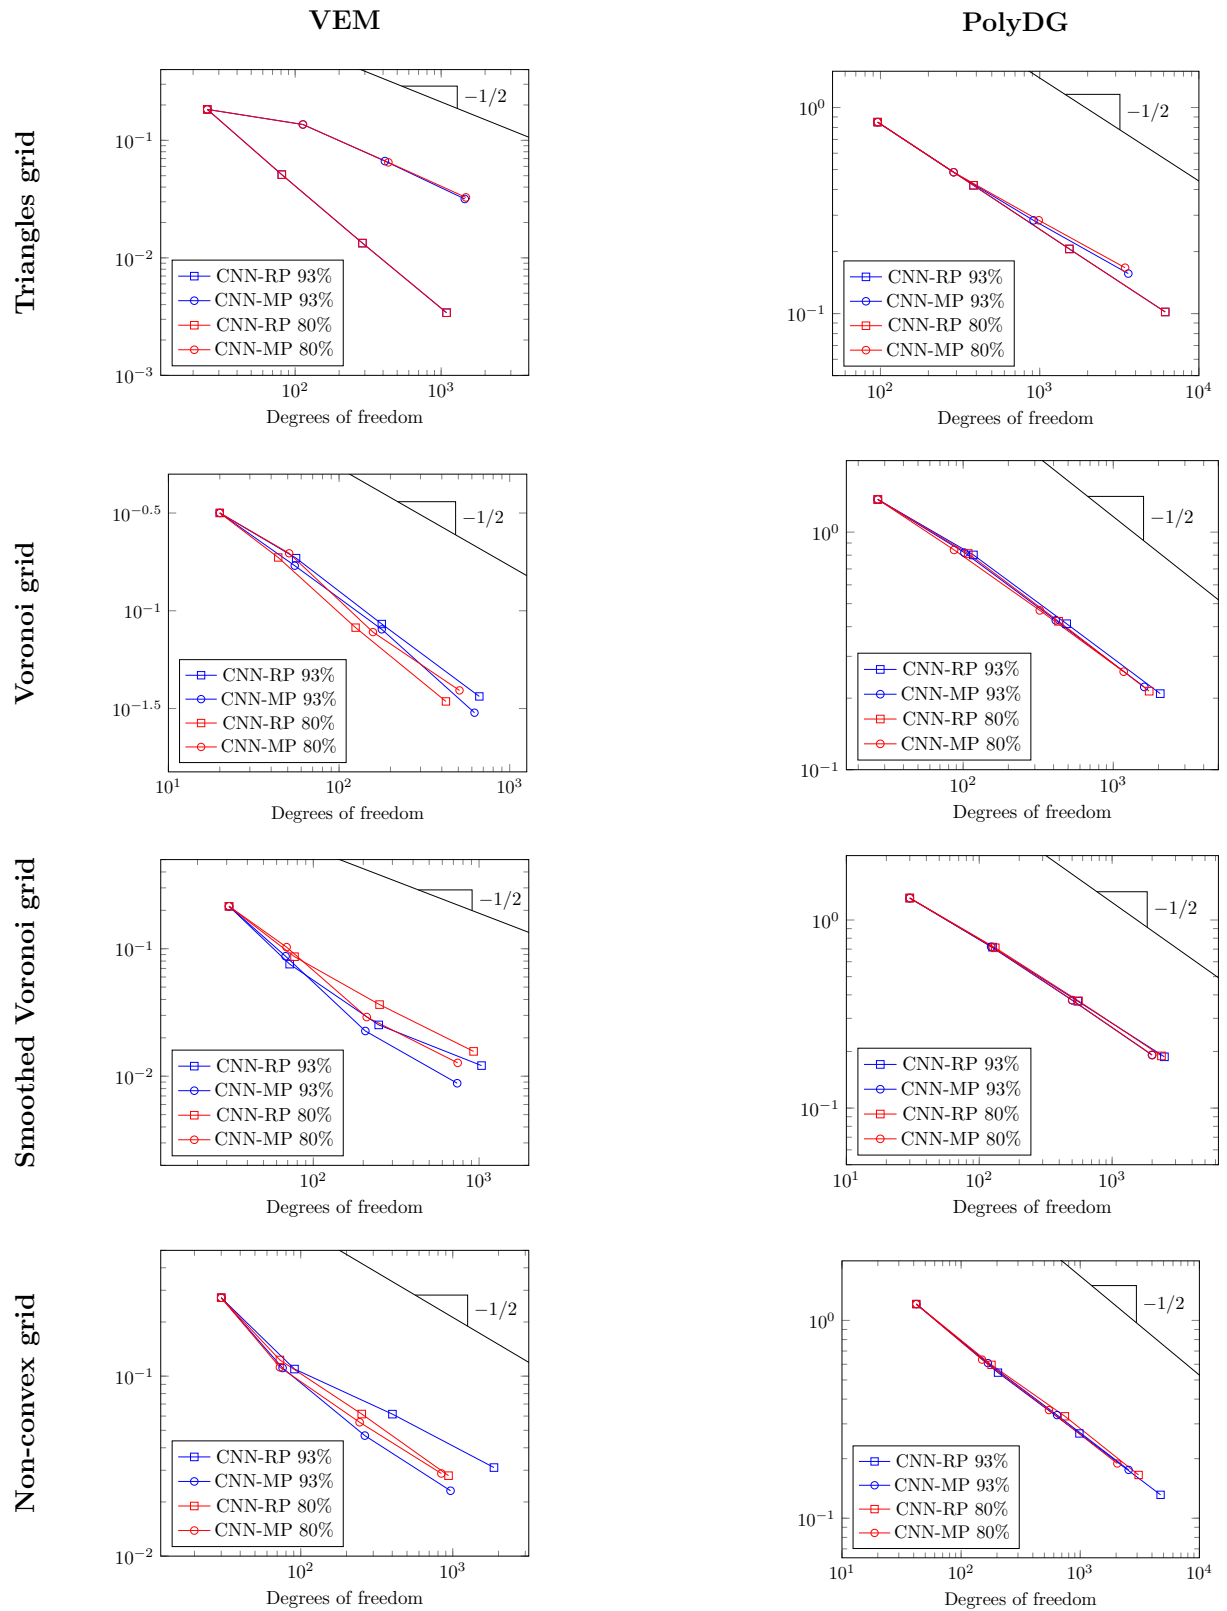 VEM
PolyDG
Triangles grid
10^{-1}
10^{-2}
10^{-3}
10^2
10^3
Degrees of freedom
−1/2
CNN-RP 93%
CNN-MP 93%
CNN-RP 80%
CNN-MP 80%
10^0
10^{-1}
10^2
10^3
10^4
Degrees of freedom
−1/2
CNN-RP 93%
CNN-MP 93%
CNN-RP 80%
CNN-MP 80%
Voronoi grid
10^{-0.5}
10^{-1}
10^{-1.5}
10^1
10^2
10^3
Degrees of freedom
−1/2
CNN-RP 93%
CNN-MP 93%
CNN-RP 80%
CNN-MP 80%
10^0
10^{-1}
10^2
10^3
Degrees of freedom
−1/2
CNN-RP 93%
CNN-MP 93%
CNN-RP 80%
CNN-MP 80%
Smoothed Voronoi grid
10^{-1}
10^{-2}
10^2
10^3
Degrees of freedom
−1/2
CNN-RP 93%
CNN-MP 93%
CNN-RP 80%
CNN-MP 80%
10^0
10^{-1}
10^1
10^2
10^3
Degrees of freedom
−1/2
CNN-RP 93%
CNN-MP 93%
CNN-RP 80%
CNN-MP 80%
Non-convex grid
10^{-1}
10^{-2}
10^2
10^3
Degrees of freedom
−1/2
CNN-RP 93%
CNN-MP 93%
CNN-RP 80%
CNN-MP 80%
10^0
10^{-1}
10^1
10^2
10^3
10^4
Degrees of freedom
−1/2
CNN-RP 93%
CNN-MP 93%
CNN-RP 80%
CNN-MP 80%